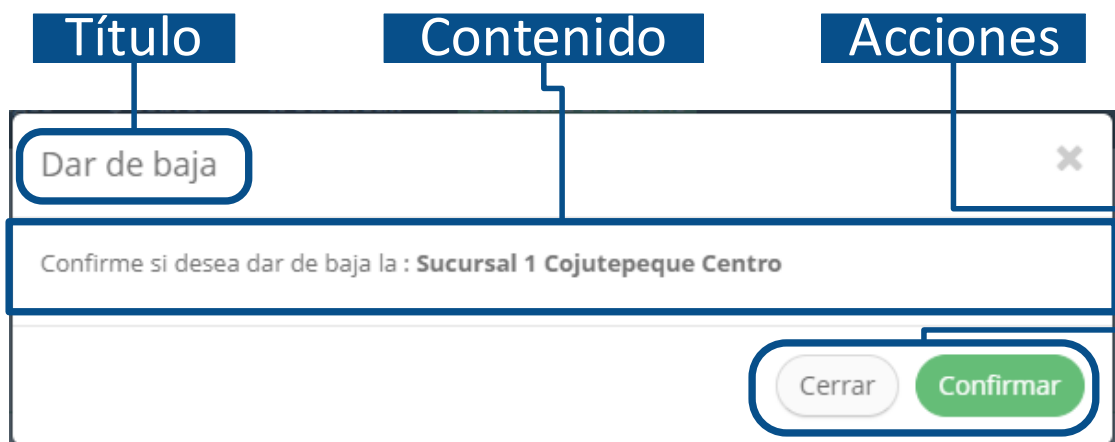 Título Contenido Acciones
Dar de baja
Confirme si desea dar de baja la : Sucursal 1 Cojutepeque Centro
Cerrar Confirmar